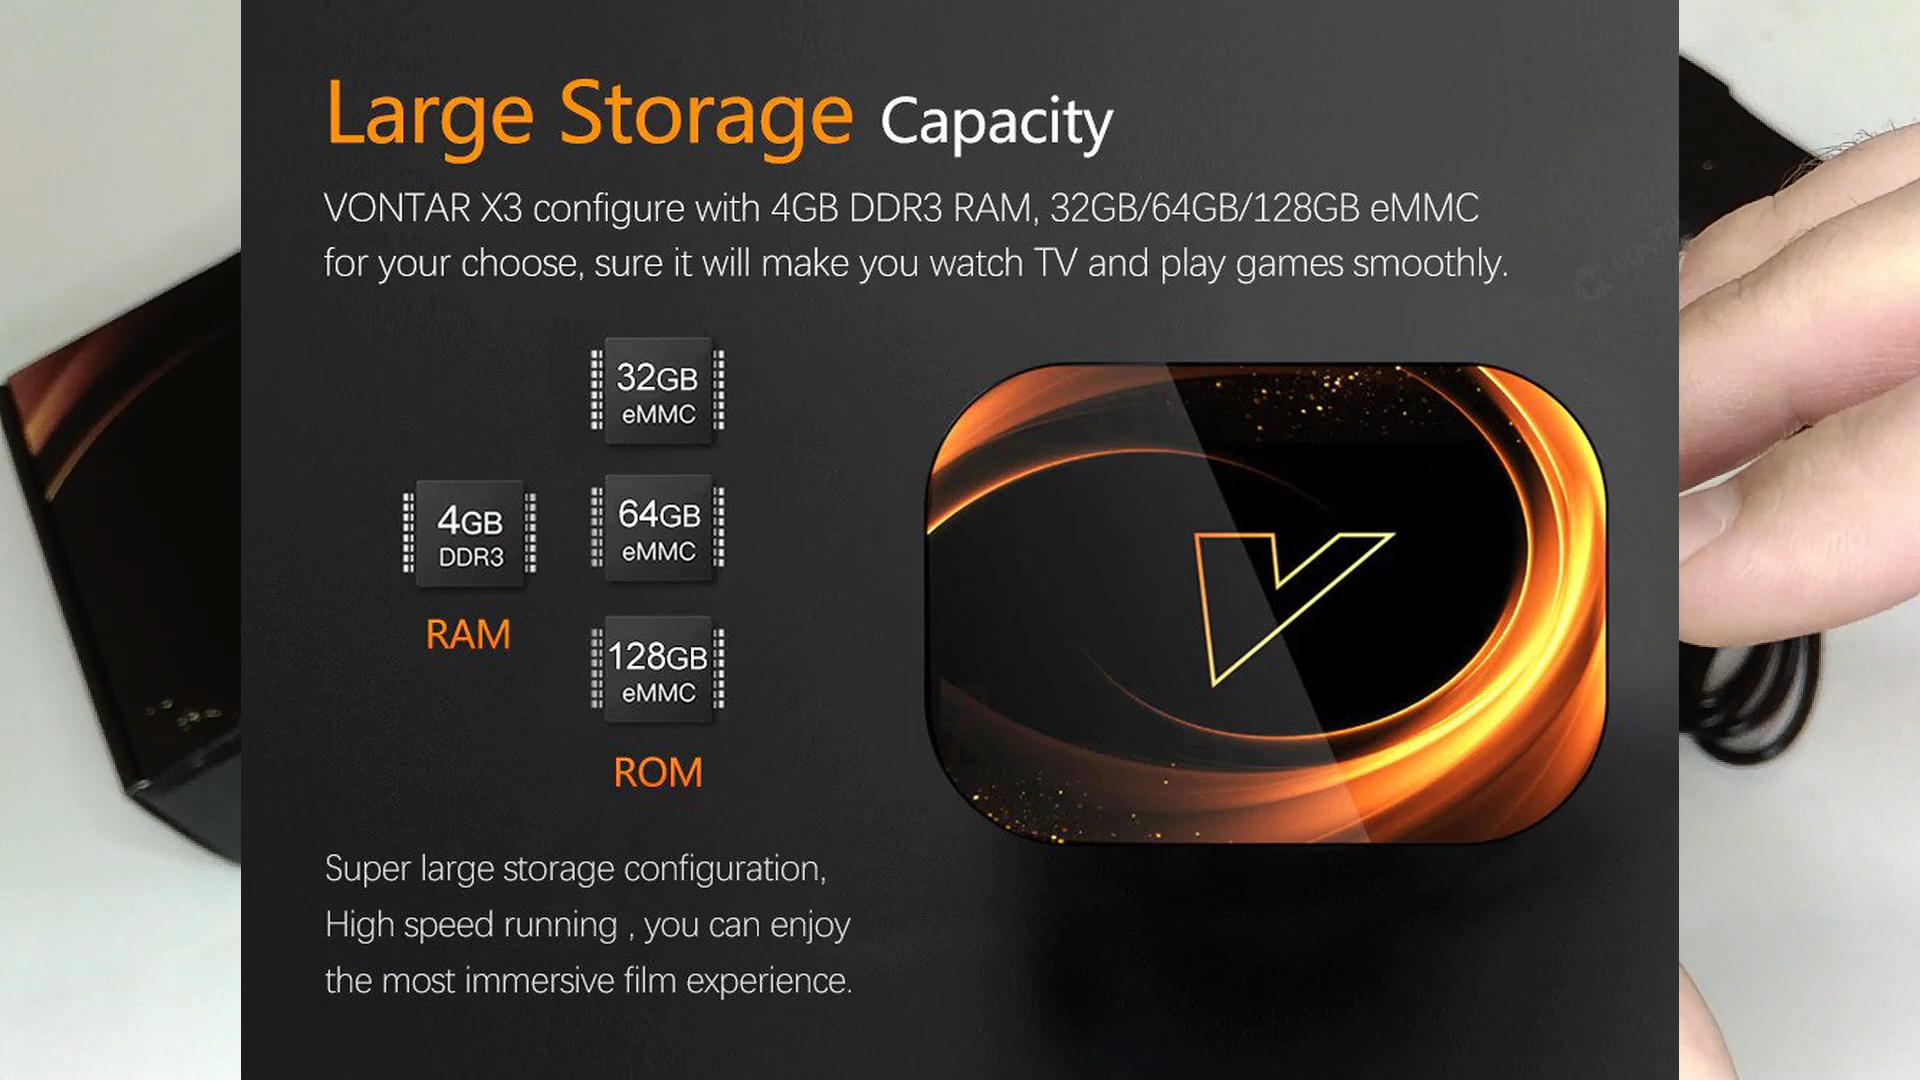 Large Storage Capacity
VONTAR X3 configure with 4GB DDR3 RAM, 32GB/64GB/128GB eMMC
for your choose, sure it will make you watch TV and play games smoothly.
32GB
eMMC
4GB
DDR3
64GB
eMMC
RAM
128GB
eMMC
ROM
Super large storage configuration,
High speed running , you can enjoy
the most immersive film experience.